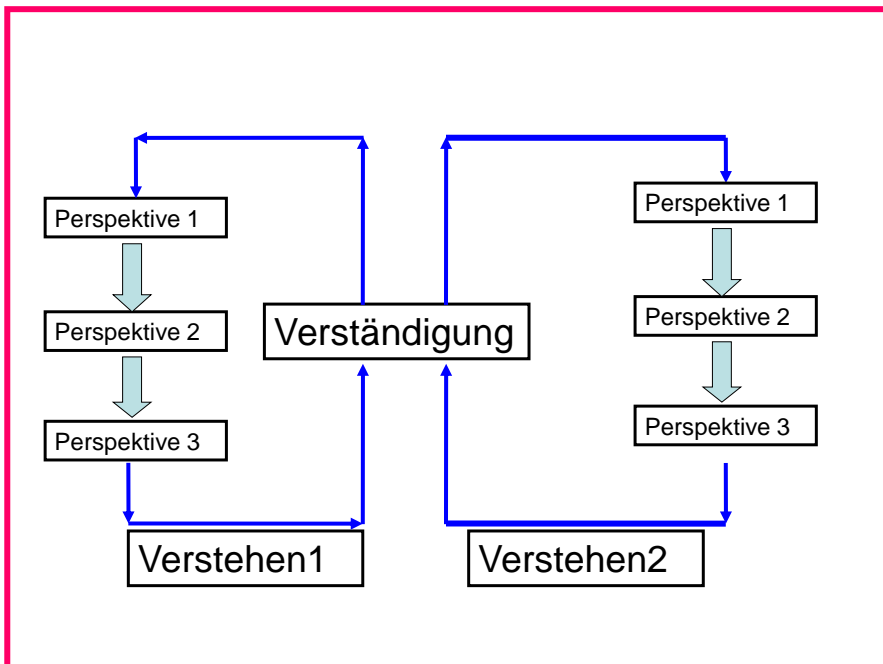 Perspektive 1
Perspektive 2
Perspektive 3
Verständigung
Perspektive 1
Perspektive 2
Perspektive 3
Verstehen1
Verstehen2